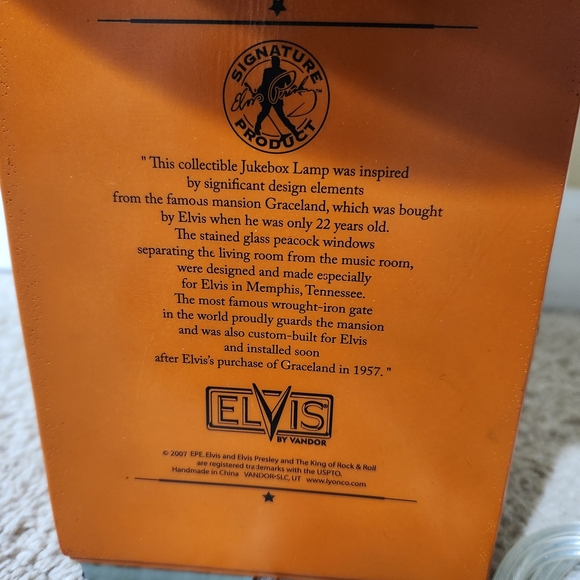 SIGNATURE
Elvis Presley
PRODUCT
" This collectible Jukebox Lamp was inspired
by significant design elements
from the famous mansion Graceland, which was bought
by Elvis when he was only 22 years old.
The stained glass peacock windows
separating the living room from the music room,
were designed and made especially
for Elvis in Memphis, Tennessee.
The most famous wrought-iron gate
in the world proudly guards the mansion
and was also custom-built for Elvis
and installed soon
after Elvis's purchase of Graceland in 1957. "
ELVIS®
BY VANDOR
© 2007 EPE. Elvis and Elvis Presley and The King of Rock & Roll
are registered trademarks with the USPTO.
Handmade in China VANDOR-SLC, UT www.lyonco.com